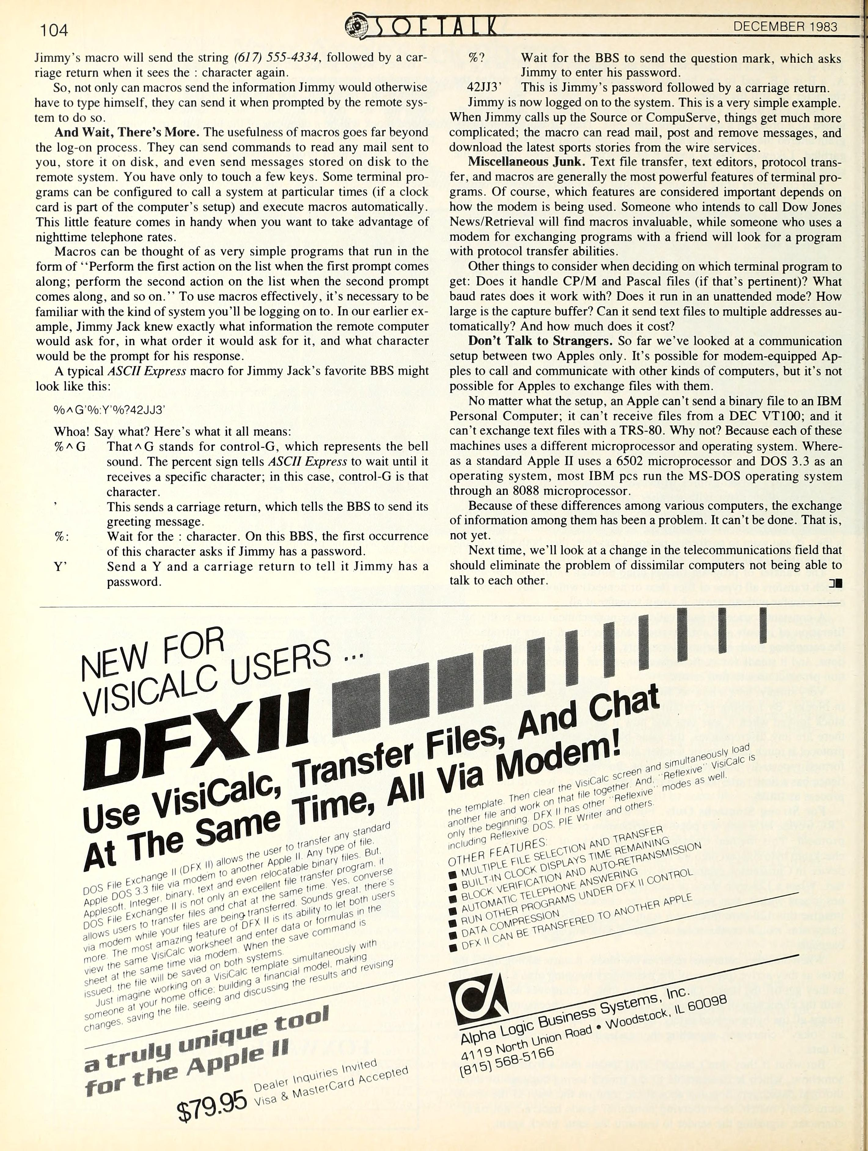 104
SOFTALK
DECEMBER 1983
Jimmy's macro will send the string (617) 555-4334, followed by a car-
riage return when it sees the : character again.
So, not only can macros send the information Jimmy would otherwise
have to type himself, they can send it when prompted by the remote sys-
tem to do so.
And Wait, There's More. The usefulness of macros goes far beyond
the log-on process. They can send commands to read any mail sent to
you, store it on disk, and even send messages stored on disk to the
remote system. You have only to touch a few keys. Some terminal pro-
grams can be configured to call a system at particular times (if a clock
card is part of the computer's setup) and execute macros automatically.
This little feature comes in handy when you want to take advantage of
nighttime telephone rates.
Macros can be thought of as very simple programs that run in the
form of "Perform the first action on the list when the first prompt comes
along; perform the second action on the list when the second prompt
comes along, and so on." To use macros effectively, it's necessary to be
familiar with the kind of system you'll be logging on to. In our earlier ex-
ample, Jimmy Jack knew exactly what information the remote computer
would ask for, in what order it would ask for it, and what character
would be the prompt for his response.
A typical ASCII Express macro for Jimmy Jack's favorite BBS might
look like this:
%^G'%:Y'%?42JJ3'
Whoa! Say what? Here's what it all means:
%^G That ^G stands for control-G, which represents the bell
sound. The percent sign tells ASCII Express to wait until it
receives a specific character; in this case, control-G is that
character.
' This sends a carriage return, which tells the BBS to send its
greeting message.
%: Wait for the : character. On this BBS, the first occurrence
of this character asks if Jimmy has a password.
Y' Send a Y and a carriage return to tell it Jimmy has a
password.
%? Wait for the BBS to send the question mark, which asks
Jimmy to enter his password.
42JJ3' This is Jimmy's password followed by a carriage return.
Jimmy is now logged on to the system. This is a very simple example.
When Jimmy calls up the Source or CompuServe, things get much more
complicated; the macro can read mail, post and remove messages, and
download the latest sports stories from the wire services.
Miscellaneous Junk. Text file transfer, text editors, protocol trans-
fer, and macros are generally the most powerful features of terminal pro-
grams. Of course, which features are considered important depends on
how the modem is being used. Someone who intends to call Dow Jones
News/Retrieval will find macros invaluable, while someone who uses a
modem for exchanging programs with a friend will look for a program
with protocol transfer abilities.
Other things to consider when deciding on which terminal program to
get: Does it handle CP/M and Pascal files (if that's pertinent)? What
baud rates does it work with? Does it run in an unattended mode? How
large is the capture buffer? Can it send text files to multiple addresses au-
tomatically? And how much does it cost?
Don't Talk to Strangers. So far we've looked at a communication
setup between two Apples only. It's possible for modem-equipped Ap-
ples to call and communicate with other kinds of computers, but it's not
possible for Apples to exchange files with them.
No matter what the setup, an Apple can't send a binary file to an IBM
Personal Computer; it can't receive files from a DEC VT100; and it
can't exchange text files with a TRS-80. Why not? Because each of these
machines uses a different microprocessor and operating system. Where-
as a standard Apple II uses a 6502 microprocessor and DOS 3.3 as an
operating system, most IBM pcs run the MS-DOS operating system
through an 8088 microprocessor.
Because of these differences among various computers, the exchange
of information among them has been a problem. It can't be done. That is,
not yet.
Next time, we'll look at a change in the telecommunications field that
should eliminate the problem of dissimilar computers not being able to
talk to each other.
NEW FOR
VISICALC USERS ...
DFXII
Use VisiCalc, Transfer Files, And Chat
At The Same Time, All Via Modem!
DOS File Exchange II (DFX II) allows the user to transfer any standard
Apple DOS 3.3 file via modem to another Apple II. Any type of file,
Applesoft, Integer, binary, text and even relocatable binary files. But,
DOS File Exchange II is not only an excellent file transfer program, it
allows users to transfer files and chat at the same time. Yes, converse
via modem while your files are being transferred. Sounds great, there's
more. The most amazing feature of DFX II is its ability to let both users
view the same VisiCalc worksheet and enter data or formulas in the
sheet at the same time via modem. When the save command is
issued, the file will be saved on both systems.
Just imagine working on a VisiCalc template simultaneously with
someone at your home office, building a financial model, making
changes, saving the file, seeing and discussing the results and revising
the template. Then clear the VisiCalc screen and simultaneously load
another file and work on that file together. And, "Reflexive" VisiCalc is
only the beginning. DFX II has other "Reflexive" modes as well,
including Reflexive DOS, PIE Writer and others.
OTHER FEATURES:
■ MULTIPLE FILE SELECTION AND TRANSFER
■ BUILT-IN CLOCK DISPLAYS TIME REMAINING
■ BLOCK VERIFICATION AND AUTO-RETRANSMISSION
■ AUTOMATIC TELEPHONE ANSWERING
■ RUN OTHER PROGRAMS UNDER DFX II CONTROL
■ DATA COMPRESSION
■ DFX II CAN BE TRANSFERRED TO ANOTHER APPLE
a truly unique tool
for the Apple II
$79.95
Dealer Inquiries Invited
Visa & MasterCard Accepted
Alpha Logic Business Systems, Inc.
4119 North Union Road • Woodstock, IL 60098
(815) 568-5166